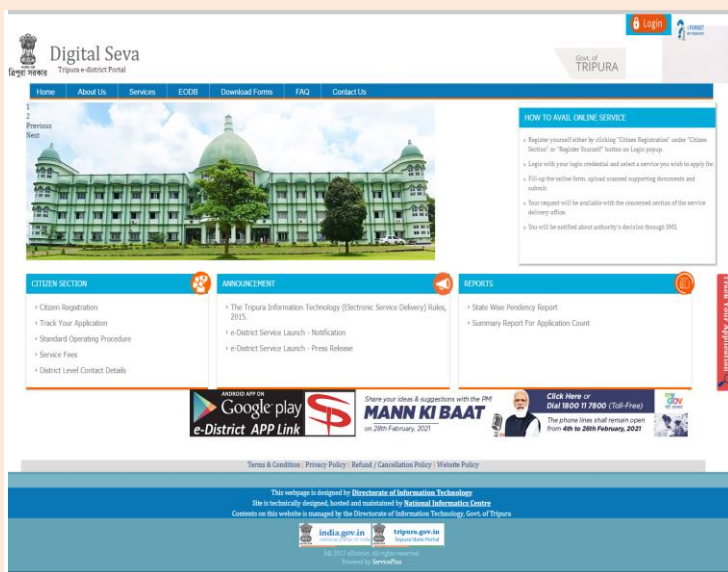 Login
Digital Seva
Tripura e-district Portal
त्रिपुरा सरकार
Govt. of
TRIPURA
Home About Us Services EODB Download Forms FAQ Contact Us
1
2
Previous
Next
HOW TO AVAIL ONLINE SERVICE
Register yourself either by clicking "Citizen Registration" under "Citizen
Section" or "Register Yourself" button on Login popup.
Login with your login credential and select a service you wish to apply for.
Fill up the online form, upload scanned supporting documents and
submit.
Your request will be available with the concerned section of the service
delivery office.
You will be notified about authority's decision through SMS.
Track Your Application
CITIZEN SECTION
Citizen Registration
Track Your Application
Standard Operating Procedure
Service Fees
District Level Contact Details
ANNOUNCEMENT
The Tripura Information Technology (Electronic Service Delivery) Rules,
2015.
e-District Service Launch - Notification
e-District Service Launch - Press Release
REPORTS
State Wise Pendency Report
Summary Report For Application Count
ANDROID APP ON
Google play
e-District APP Link
Share your ideas & suggestions with the PM!
MANN KI BAAT
on 28th February, 2021
Click Here or
Dial 1800 11 7800 (Toll-Free)
The phone lines shall remain open
from 4th to 26th February, 2021
my
GOV
Terms & Condition | Privacy Policy | Refund / Cancellation Policy | Website Policy
This webpage is designed by Directorate of Information Technology
Site is technically designed, hosted and maintained by National Informatics Centre
Contents on this website is managed by the Directorate of Information Technology, Govt. of Tripura
india.gov.in
national portal of india
tripura.gov.in
Tripura State Portal
© 2017 eDistrict. All rights reserved.
Powered by ServicePlus